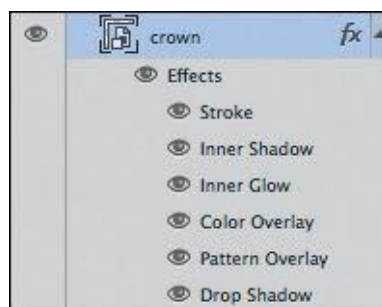 crown fx
Effects
Stroke
Inner Shadow
Inner Glow
Color Overlay
Pattern Overlay
Drop Shadow